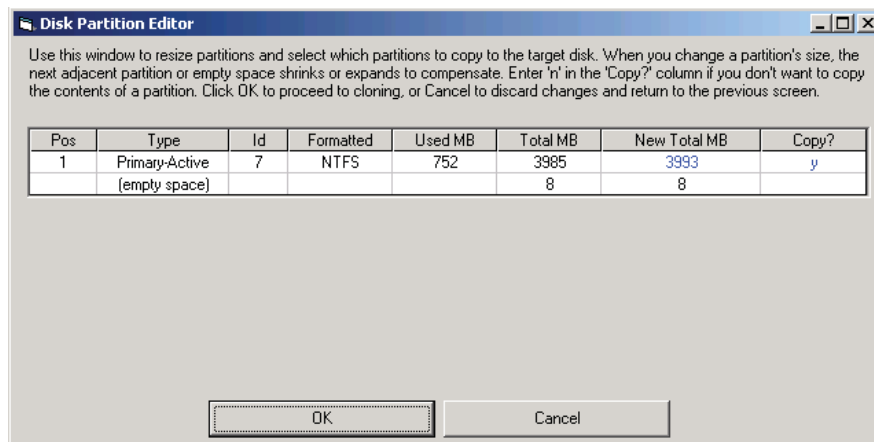 Disk Partition Editor
Use this window to resize partitions and select which partitions to copy to the target disk. When you change a partition's size, the
next adjacent partition or empty space shrinks or expands to compensate. Enter 'n' in the 'Copy?' column if you don't want to copy
the contents of a partition. Click OK to proceed to cloning, or Cancel to discard changes and return to the previous screen.
Pos Type Id Formatted Used MB Total MB New Total MB Copy?
1 Primary-Active 7 NTFS 752 3985 3993 y
(empty space) 8 8
OK Cancel